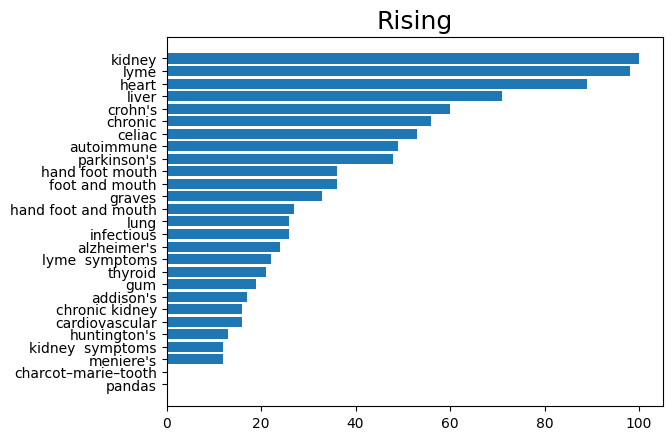 Rising
kidney
lyme
heart
liver
crohn's
chronic
celiac
autoimmune
parkinson's
hand foot mouth
foot and mouth
graves
hand foot and mouth
lung
infectious
alzheimer's
lyme  symptoms
thyroid
gum
addison's
chronic kidney
cardiovascular
huntington's
kidney  symptoms
meniere's
charcot–marie–tooth
pandas
0 20 40 60 80 100